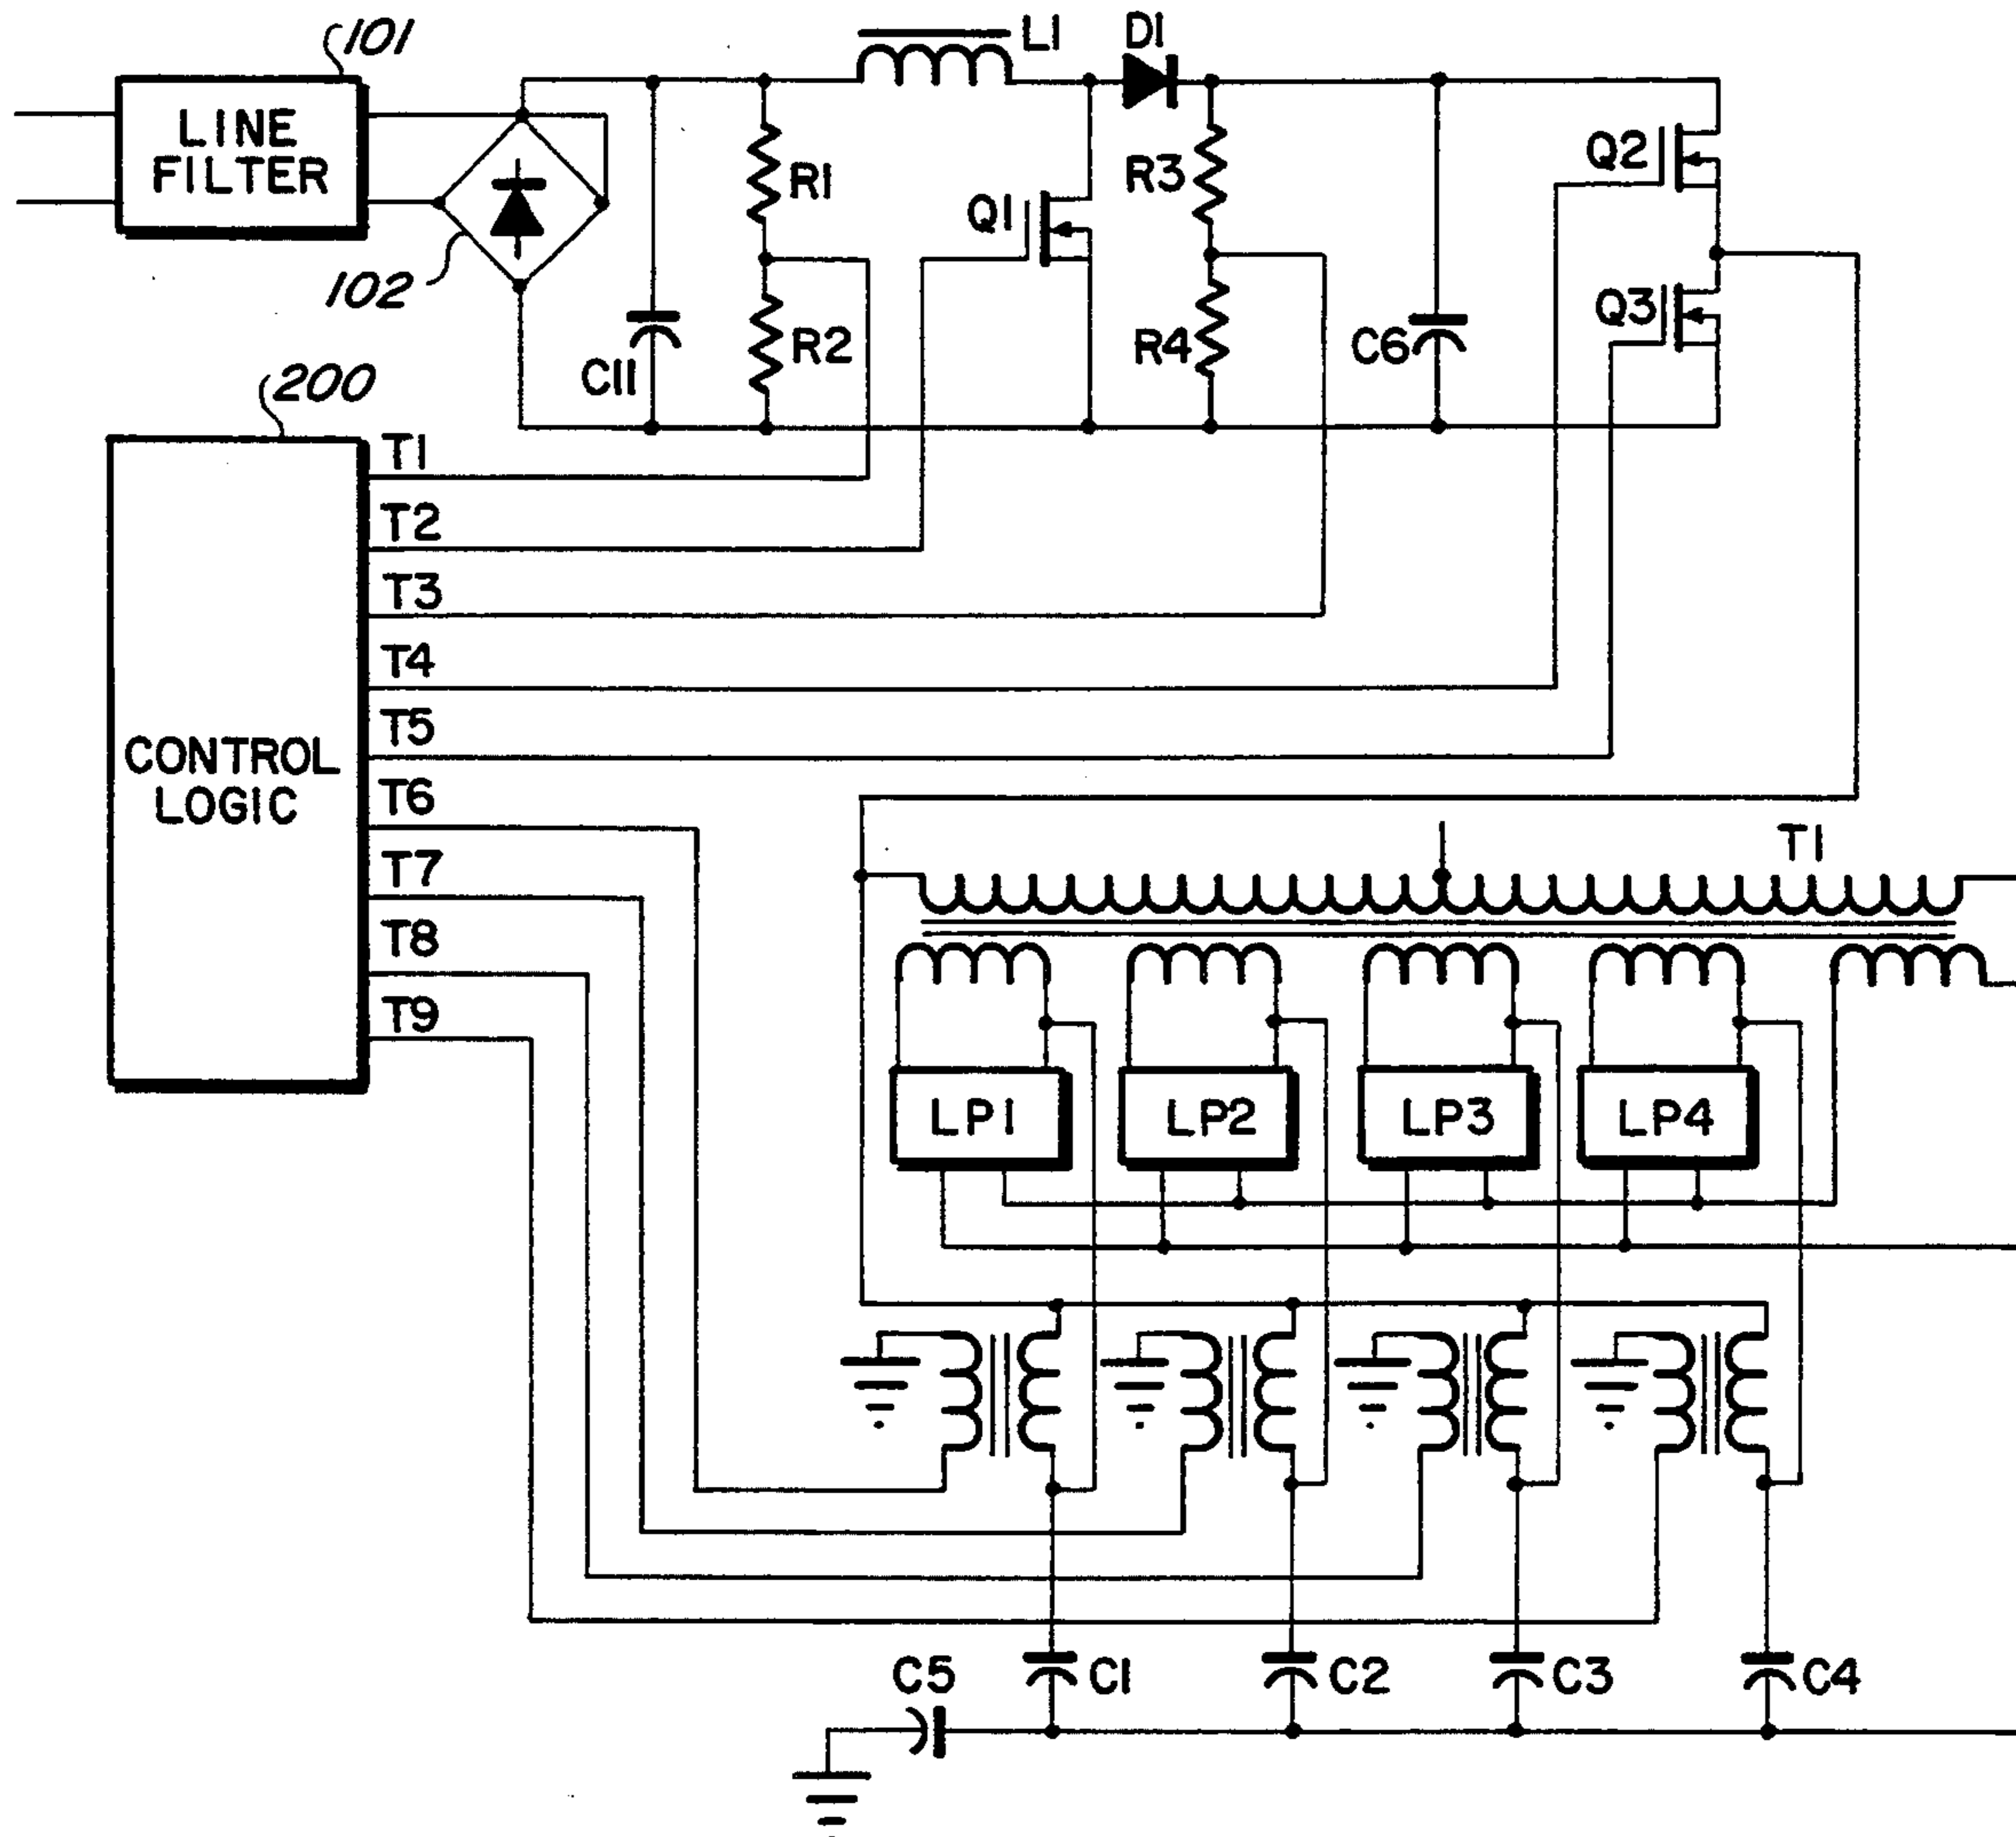 101
L1
D1
LINE
FILTER
R1
Q1
R3
Q2
102
C11
R2
R4
C6
Q3
200
T1
T2
T3
T4
T5
CONTROL
LOGIC
T6
T7
T8
T9
T1
LP1
LP2
LP3
LP4
C5
C1
C2
C3
C4